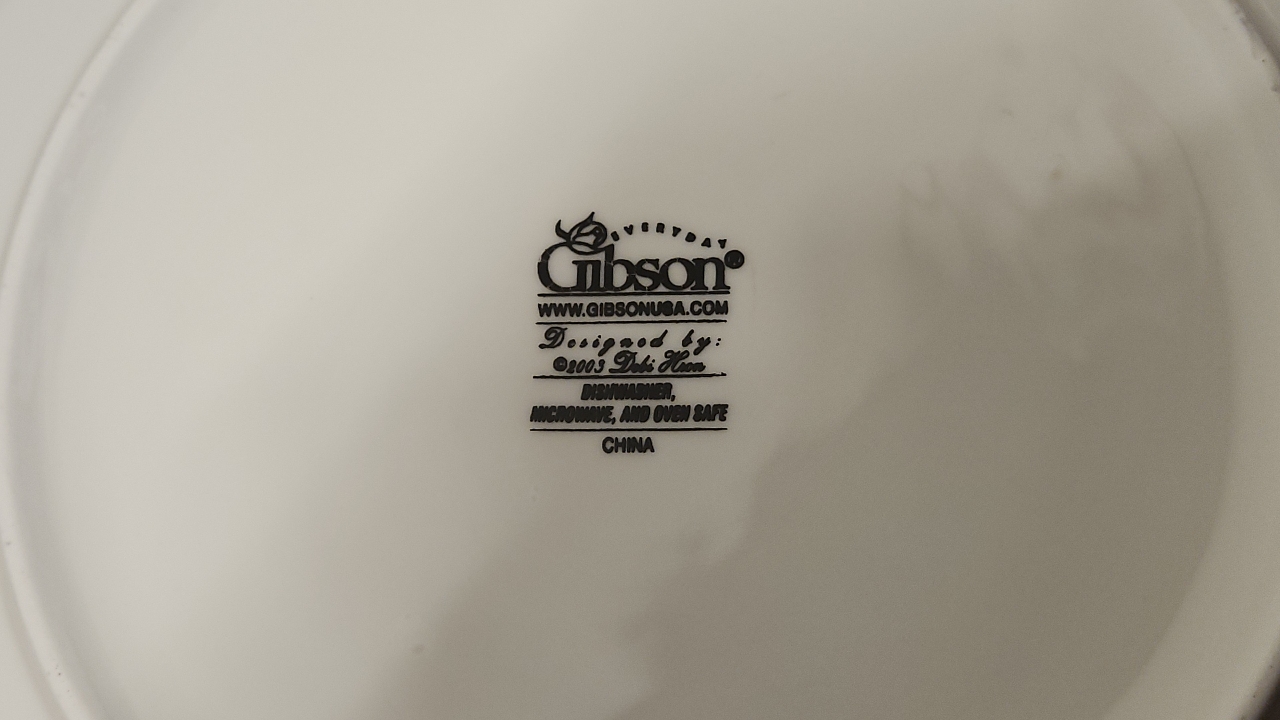 EVERYDAY
Gibson®
WWW.GIBSONUSA.COM
Designed by:
©2003 Debi Hron
DISHWASHER,
MICROWAVE, AND OVEN SAFE
CHINA